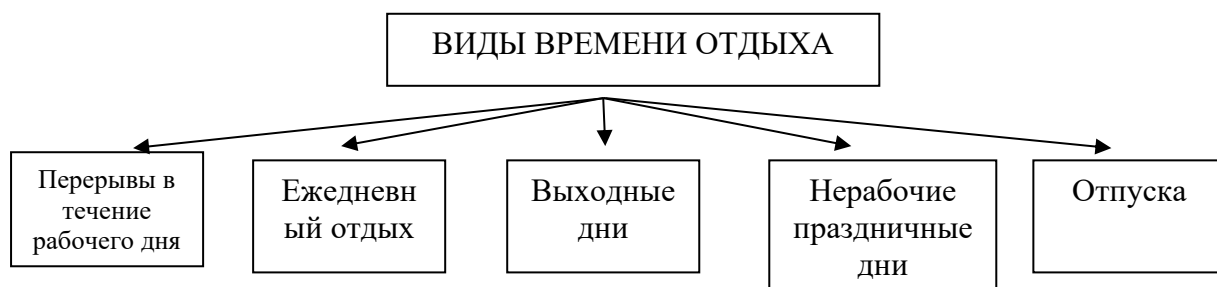 ВИДЫ ВРЕМЕНИ ОТДЫХА
Перерывы в
течение
рабочего дня
Ежедневн
ый отдых
Выходные
дни
Нерабочие
праздничные
дни
Отпуска